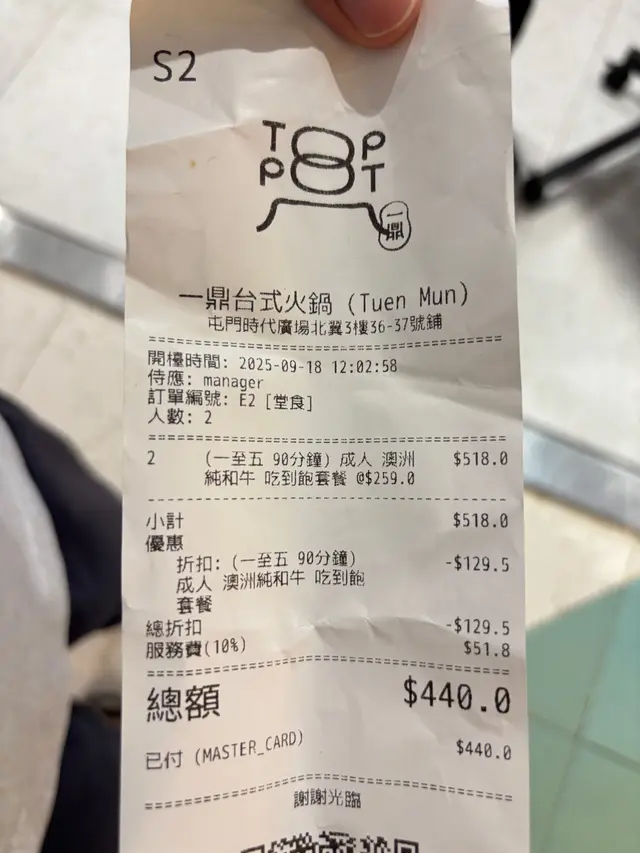 S2
TOP
POT
一鼎
一鼎台式火鍋 (Tuen Mun)
屯門時代廣場北翼3樓36-37號鋪
開檯時間: 2025-09-18 12:02:58
侍應: manager
訂單編號: E2 [堂食]
人數: 2
2 (一至五 90分鐘) 成人 澳洲 $518.0
純和牛 吃到飽套餐 @$259.0
小計 $518.0
優惠
折扣: (一至五 90分鐘) -$129.5
成人 澳洲純和牛 吃到飽
套餐
總折扣 -$129.5
服務費(10%) $51.8
總額 $440.0
已付 (MASTER_CARD) $440.0
謝謝光臨